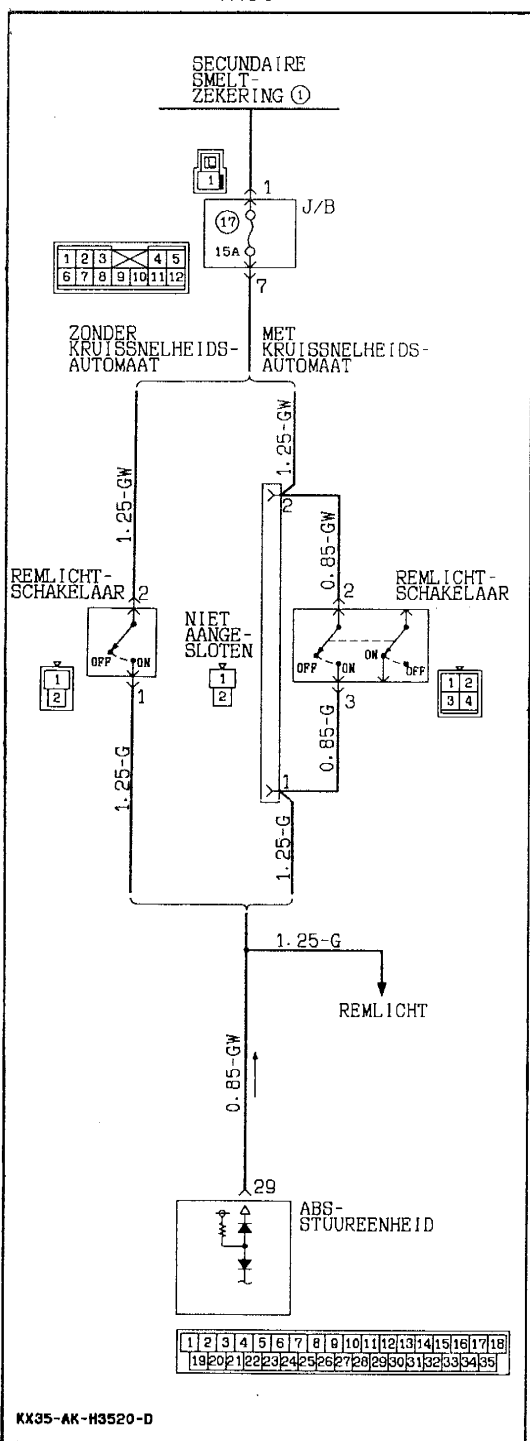 SECUNDAIRE
SMELT-
ZEKERING ①
1
1
J/B
17
15A
1 2 3 4 5
6 7 8 9 10 11 12
7
ZONDER
KRUISSNELHEIDS-
AUTOMAAT
MET
KRUISSNELHEIDS-
AUTOMAAT
1.25-GW
1.25-GW
2
0.85-GW
REMLICHT-
SCHAKELAAR
2
OFF ON
1
2
1
NIET
AANGE-
SLOTEN
1
2
REMLICHT-
SCHAKELAAR
2
OFF ON
ON OFF
3
1 2
3 4
0.85-G
1
1.25-G
1.25-G
1.25-G
REMLICHT
0.85-GW
29
ABS-
STUUREENHEID
1 2 3 4 5 6 7 8 9 10 11 12 13 14 15 16 17 18
19 20 21 22 23 24 25 26 27 28 29 30 31 32 33 34 35
KX35-AK-H3520-D